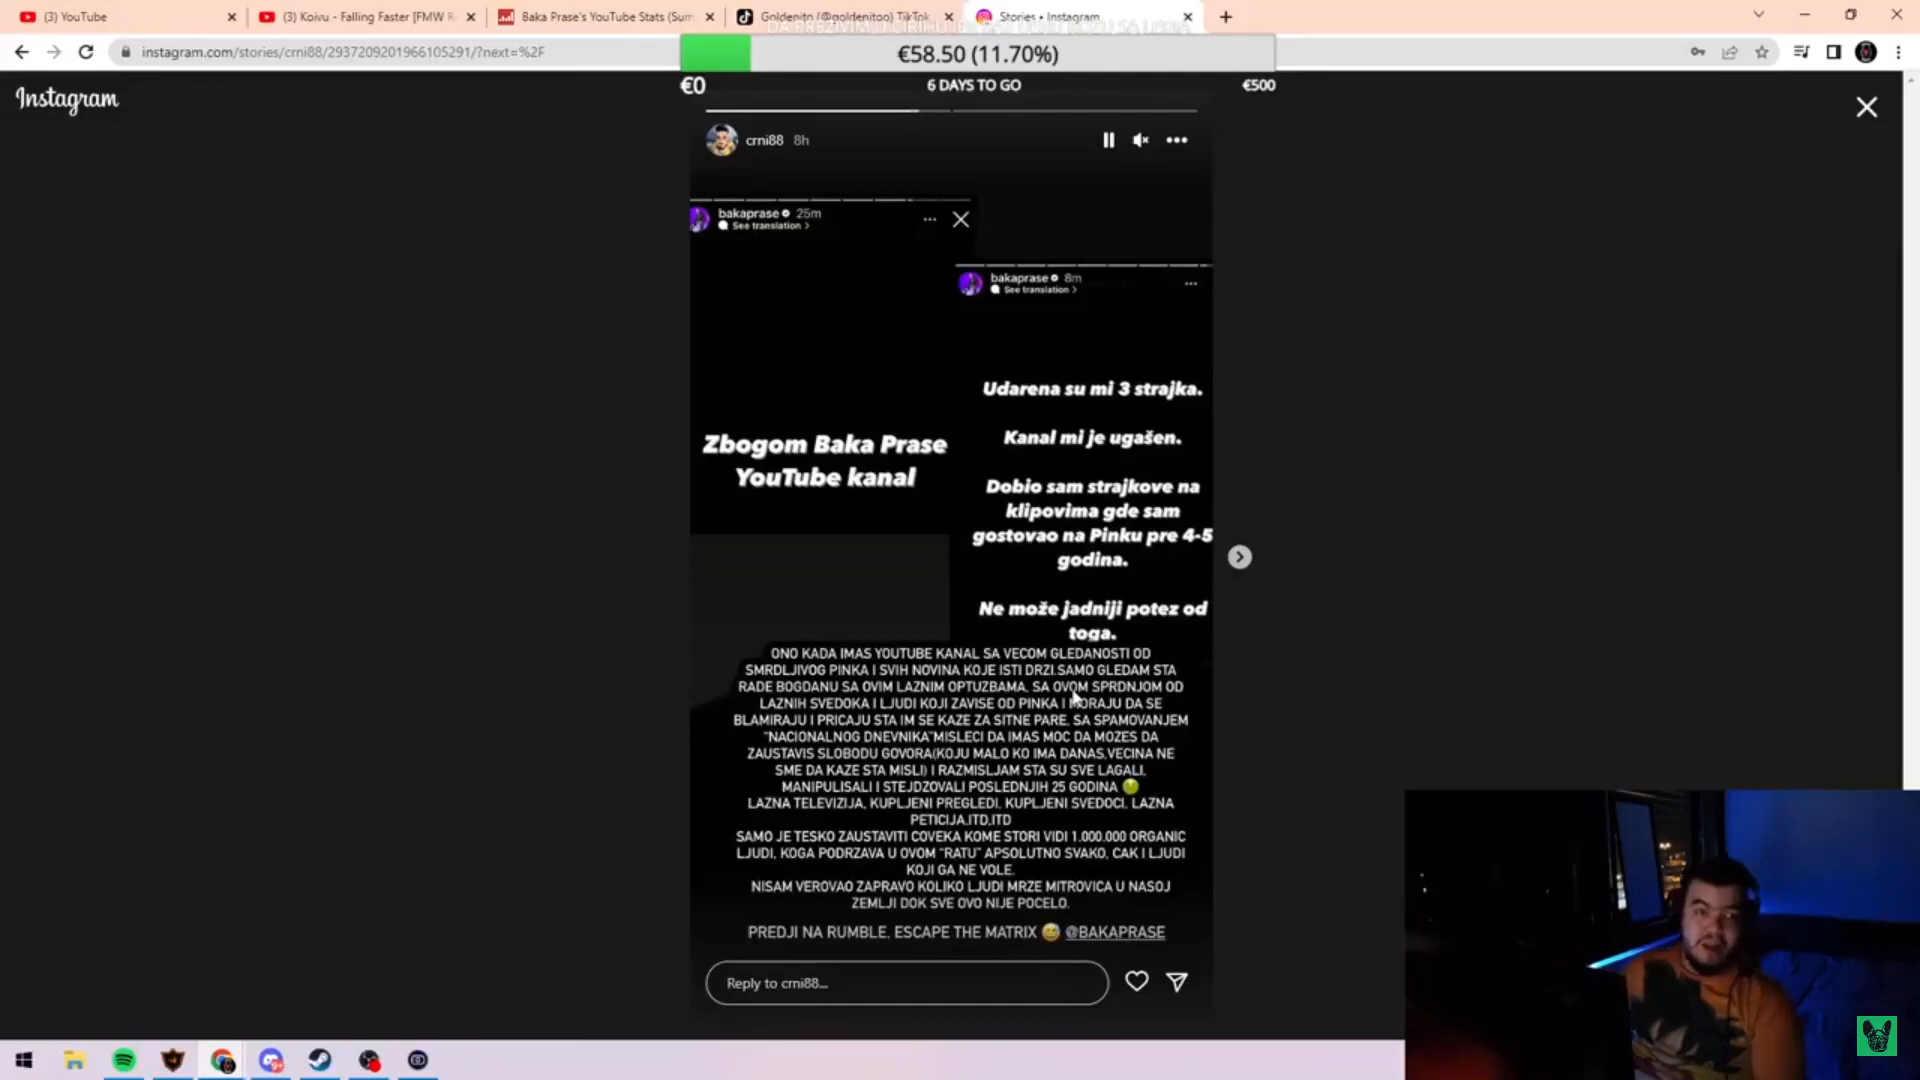 (3) YouTube
(3) Koivu - Falling Faster [FMW R
Baka Prase's YouTube Stats (Sum
Goldenito (@goldenitoo) TikTok
Stories • Instagram
instagram.com/stories/crni88/2937209201966105291/?next=%2F
€58.50 (11.70%)
€0
6 DAYS TO GO
€500
Instagram
crni88 8h
bakaprase 25m
See translation >
bakaprase 8m
See translation >
Udarena su mi 3 strajka.
Kanal mi je ugašen.
Zbogom Baka Prase
YouTube kanal
Dobio sam strajkove na
klipovima gde sam
gostovao na Pinku pre 4-5
godina.
Ne može jadniji potez od
toga.
ONO KADA IMAS YOUTUBE KANAL SA VECOM GLEDANOSTI OD
SMRDLJIVOG PINKA I SVIH NOVINA KOJE ISTI DRZI.SAMO GLEDAM STA
RADE BOGDANU SA OVIM LAZNIM OPTUZBAMA, SA OVOM SPRDNJOM OD
LAZNIH SVEDOKA I LJUDI KOJI ZAVISE OD PINKA I MORAJU DA SE
BLAMIRAJU I PRICAJU STA IM SE KAZE ZA SITNE PARE, SA SPAMOVANJEM
"NACIONALNOG DNEVNIKA"MISLECI DA IMAS MOC DA MOZES DA
ZAUSTAVIS SLOBODU GOVORA(KOJU MALO KO IMA DANAS,VECINA NE
SME DA KAZE STA MISLI) I RAZMISLJAM STA SU SVE LAGALI,
MANIPULISALI I STEJDZOVALI POSLEDNJIH 25 GODINA 🤢
LAZNA TELEVIZIJA, KUPLJENI PREGLEDI, KUPLJENI SVEDOCI, LAZNA
PETICIJA.ITD,ITD
SAMO JE TESKO ZAUSTAVITI COVEKA KOME STORI VIDI 1.000.000 ORGANIC
LJUDI, KOGA PODRZAVA U OVOM "RATU" APSOLUTNO SVAKO, CAK I LJUDI
KOJI GA NE VOLE.
NISAM VEROVAO ZAPRAVO KOLIKO LJUDI MRZE MITROVICA U NASOJ
ZEMLJI DOK SVE OVO NIJE POCELO.
PREDJI NA RUMBLE, ESCAPE THE MATRIX 😅 @BAKAPRASE
Reply to crni88...